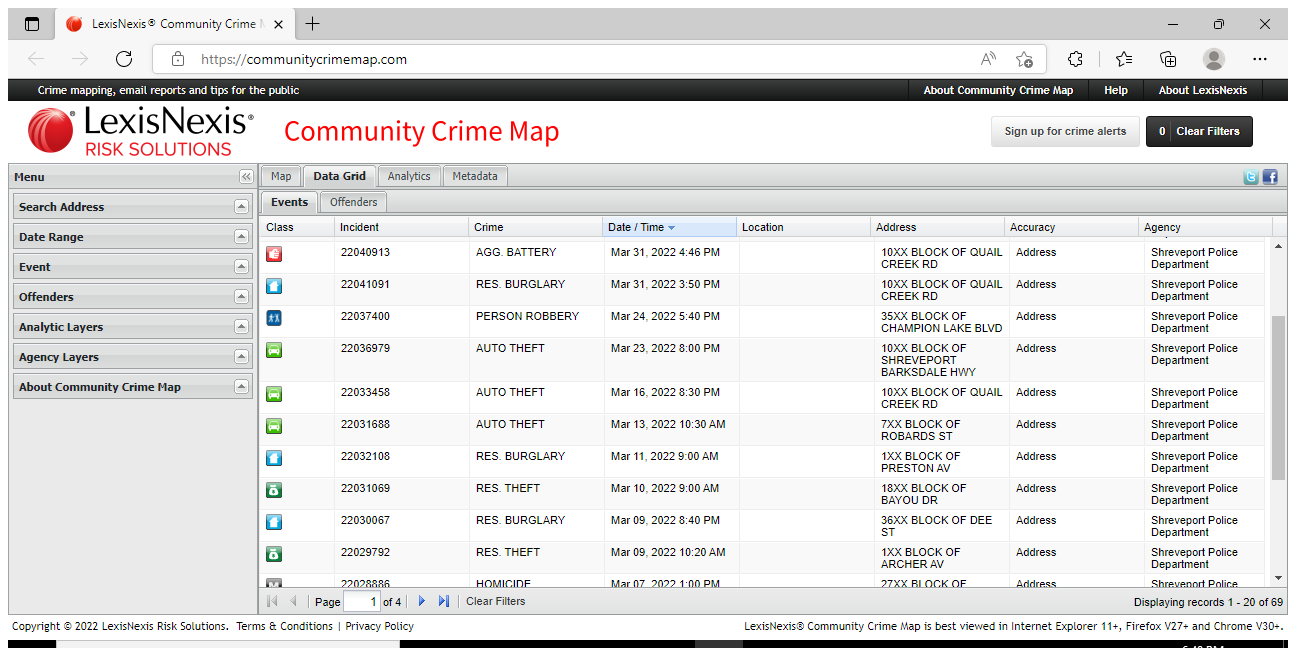 LexisNexis® Community Crime M
https://communitycrimemap.com
Crime mapping, email reports and tips for the public
About Community Crime Map
Help
About LexisNexis
LexisNexis®
RISK SOLUTIONS
Community Crime Map
Sign up for crime alerts
0 Clear Filters
Menu
Search Address
Date Range
Event
Offenders
Analytic Layers
Agency Layers
About Community Crime Map
Map Data Grid Analytics Metadata
Events Offenders
Class Incident Crime Date / Time Location Address Accuracy Agency
22040913 AGG. BATTERY Mar 31, 2022 4:46 PM 10XX BLOCK OF QUAIL Address Shreveport Police
CREEK RD Department
22041091 RES. BURGLARY Mar 31, 2022 3:50 PM 10XX BLOCK OF QUAIL Address Shreveport Police
CREEK RD Department
22037400 PERSON ROBBERY Mar 24, 2022 5:40 PM 35XX BLOCK OF Address Shreveport Police
CHAMPION LAKE BLVD Department
22036979 AUTO THEFT Mar 23, 2022 8:00 PM 10XX BLOCK OF Address Shreveport Police
SHREVEPORT Department
BARKSDALE HWY
22033458 AUTO THEFT Mar 16, 2022 8:30 PM 10XX BLOCK OF QUAIL Address Shreveport Police
CREEK RD Department
22031688 AUTO THEFT Mar 13, 2022 10:30 AM 7XX BLOCK OF Address Shreveport Police
ROBARDS ST Department
22032108 RES. BURGLARY Mar 11, 2022 9:00 AM 1XX BLOCK OF Address Shreveport Police
PRESTON AV Department
22031069 RES. THEFT Mar 10, 2022 9:00 AM 18XX BLOCK OF Address Shreveport Police
BAYOU DR Department
22030067 RES. BURGLARY Mar 09, 2022 8:40 PM 36XX BLOCK OF DEE Address Shreveport Police
ST Department
22029792 RES. THEFT Mar 09, 2022 10:20 AM 1XX BLOCK OF Address Shreveport Police
ARCHER AV Department
22028886 HOMICIDE Mar 07, 2022 1:00 PM 27XX BLOCK OF Address Shreveport Police
Page 1 of 4 Clear Filters
Displaying records 1 - 20 of 69
Copyright © 2022 LexisNexis Risk Solutions. Terms & Conditions | Privacy Policy
LexisNexis® Community Crime Map is best viewed in Internet Explorer 11+, Firefox V27+ and Chrome V30+.